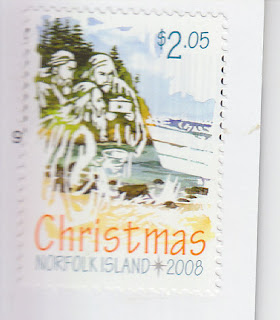 $2.05
Christmas
NORFOLK ISLAND✴2008